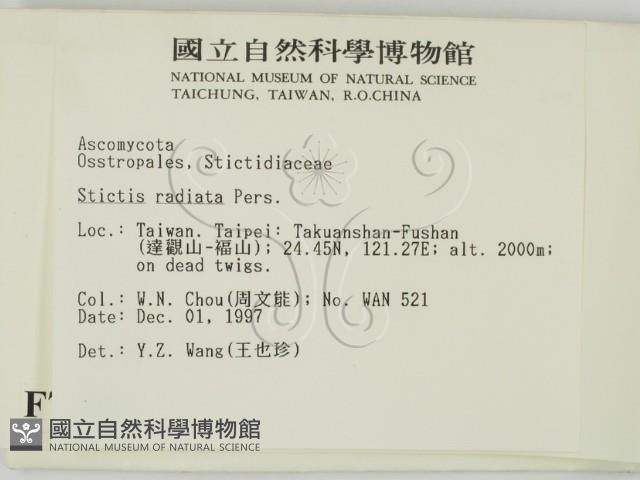 國立自然科學博物館
NATIONAL MUSEUM OF NATURAL SCIENCE
TAICHUNG, TAIWAN, R.O.CHINA
Ascomycota
Osstropales, Stictidiaceae
Stictis radiata Pers.
Loc.: Taiwan. Taipei: Takuanshan-Fushan
(達觀山-福山); 24.45N, 121.27E; alt. 2000m;
on dead twigs.
Col.: W.N. Chou(周文能); No. WAN 521
Date: Dec. 01, 1997
Det.: Y.Z. Wang(王也珍)
國立自然科學博物館
NATIONAL MUSEUM OF NATURAL SCIENCE